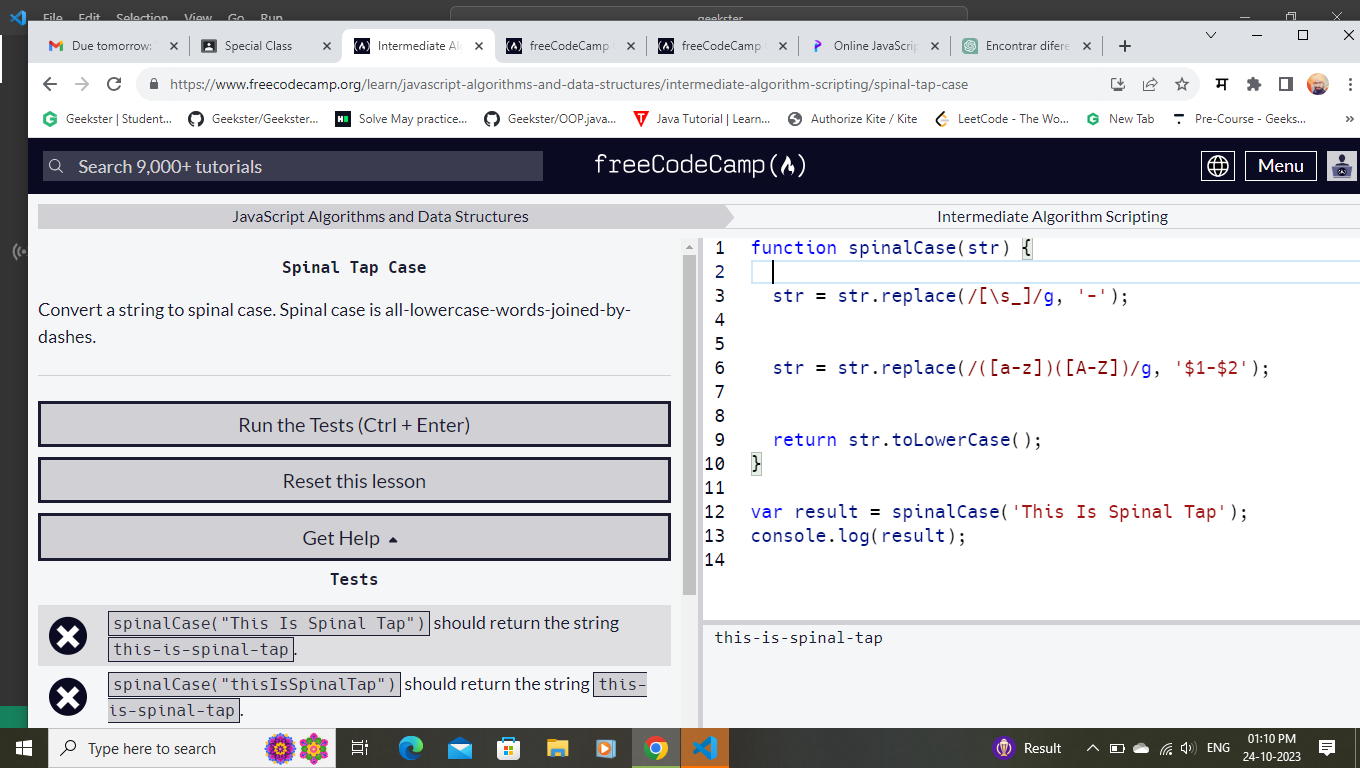 File Edit Selection View Go Run geekster
Due tomorrow: Special Class Intermediate Al freeCodeCamp freeCodeCamp Online JavaScrip Encontrar difere
https://www.freecodecamp.org/learn/javascript-algorithms-and-data-structures/intermediate-algorithm-scripting/spinal-tap-case म
Geekster | Student... Geekster/Geekster... Solve May practice... Geekster/OOP.java... Java Tutorial | Learn... Authorize Kite / Kite LeetCode - The Wo... New Tab Pre-Course - Geeks... »
Search 9,000+ tutorials freeCodeCamp Menu
JavaScript Algorithms and Data Structures Intermediate Algorithm Scripting
Spinal Tap Case
Convert a string to spinal case. Spinal case is all-lowercase-words-joined-by-
dashes.
Run the Tests (Ctrl + Enter)
Reset this lesson
Get Help
Tests
spinalCase("This Is Spinal Tap") should return the string
this-is-spinal-tap.
spinalCase("thisIsSpinalTap") should return the string this-
is-spinal-tap.
1 function spinalCase(str) {
2
3 str = str.replace(/[\s_]/g, '-');
4
5
6 str = str.replace(/([a-z])([A-Z])/g, '$1-$2');
7
8
9 return str.toLowerCase();
10 }
11
12 var result = spinalCase('This Is Spinal Tap');
13 console.log(result);
14
this-is-spinal-tap
Type here to search Result ENG 01:10 PM
24-10-2023